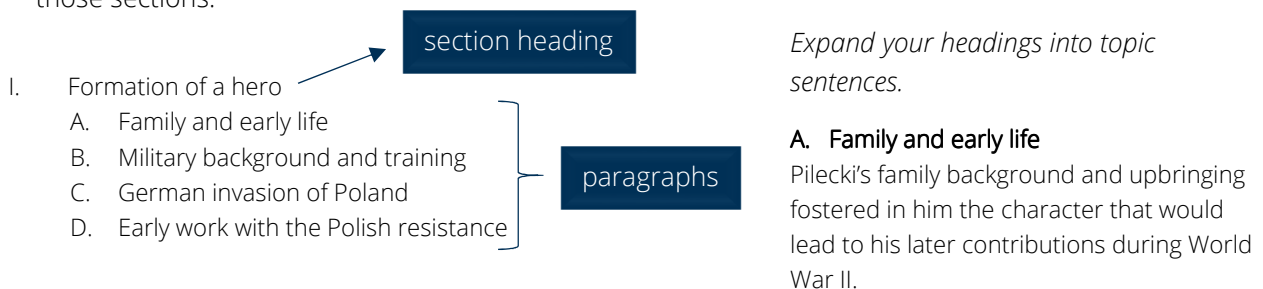 those sections.
section heading
I. Formation of a hero
A. Family and early life
B. Military background and training
C. German invasion of Poland
D. Early work with the Polish resistance
paragraphs
Expand your headings into topic
sentences.
A. Family and early life
Pilecki’s family background and upbringing
fostered in him the character that would
lead to his later contributions during World
War II.